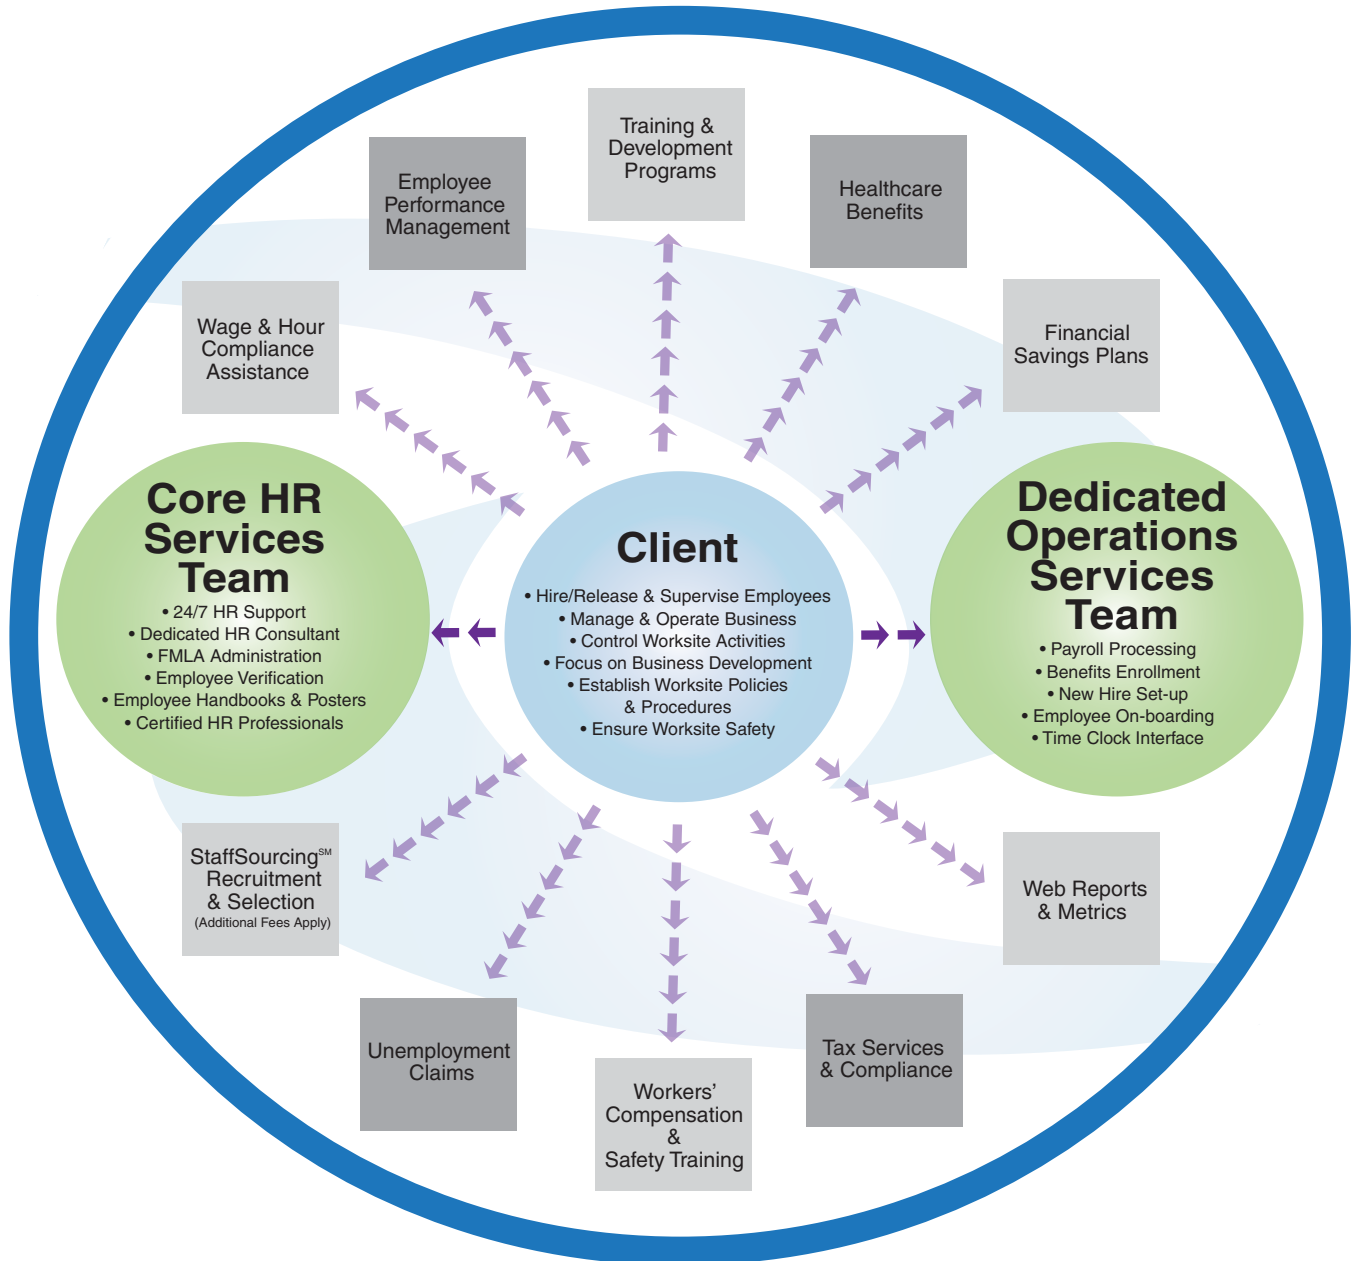 Training &
Development
Programs
Employee
Performance
Management
Healthcare
Benefits
Wage & Hour
Compliance
Assistance
Financial
Savings Plans
Core HR
Services
Team
• 24/7 HR Support
• Dedicated HR Consultant
• FMLA Administration
• Employee Verification
• Employee Handbooks & Posters
• Certified HR Professionals
Client
• Hire/Release & Supervise Employees
• Manage & Operate Business
• Control Worksite Activities
• Focus on Business Development
• Establish Worksite Policies
& Procedures
• Ensure Worksite Safety
Dedicated
Operations
Services
Team
• Payroll Processing
• Benefits Enrollment
• New Hire Set-up
• Employee On-boarding
• Time Clock Interface
StaffSourcing℠
Recruitment
& Selection
(Additional Fees Apply)
Web Reports
& Metrics
Unemployment
Claims
Tax Services
& Compliance
Workers’
Compensation
&
Safety Training